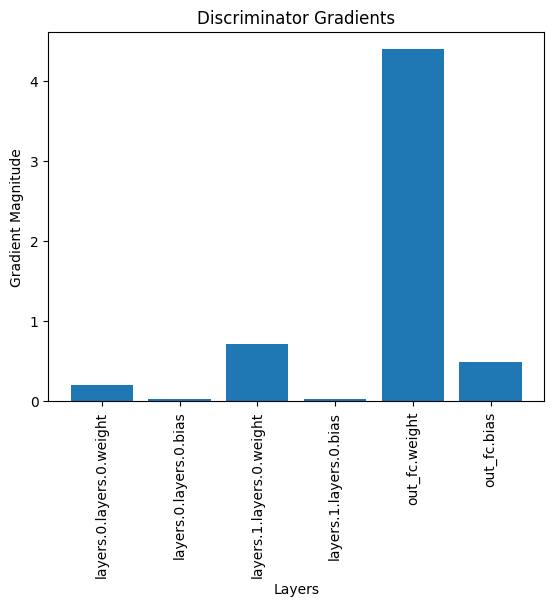 Discriminator Gradients
Gradient Magnitude
4
3
2
1
0
layers.0.layers.0.weight
layers.0.layers.0.bias
layers.1.layers.0.weight
layers.1.layers.0.bias
out_fc.weight
out_fc.bias
Layers